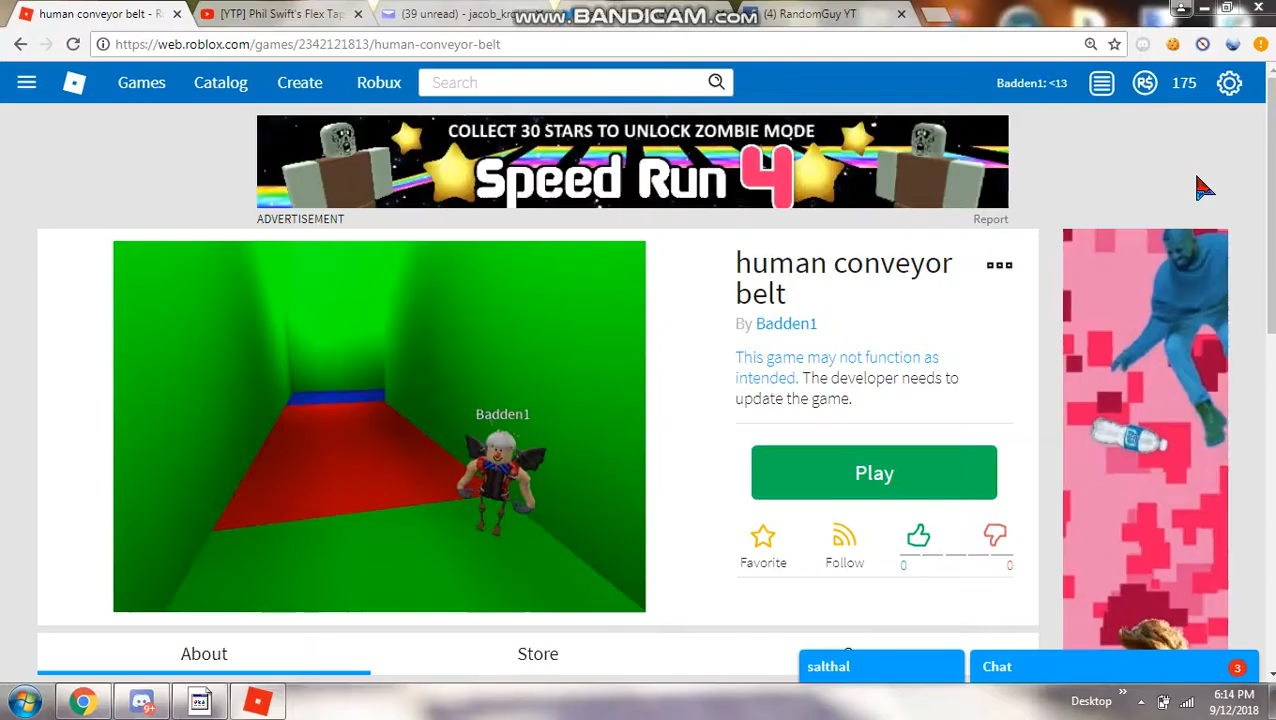 human conveyor belt - R
[YTP] Phil Swift's Flex Tap
(39 unread) - jacob_kro
www.BANDICAM.com
(4) RandomGuy YT
https://web.roblox.com/games/2342121813/human-conveyor-belt
Games
Catalog
Create
Robux
Search
Badden1: <13
R$
175
COLLECT 30 STARS TO UNLOCK ZOMBIE MODE
Speed Run 4
ADVERTISEMENT
Report
Badden1
human conveyor
belt
By Badden1
This game may not function as
intended. The developer needs to
update the game.
Play
Favorite
Follow
0
0
About
Store
salthal
Chat
3
Desktop
6:14 PM
9/12/2018